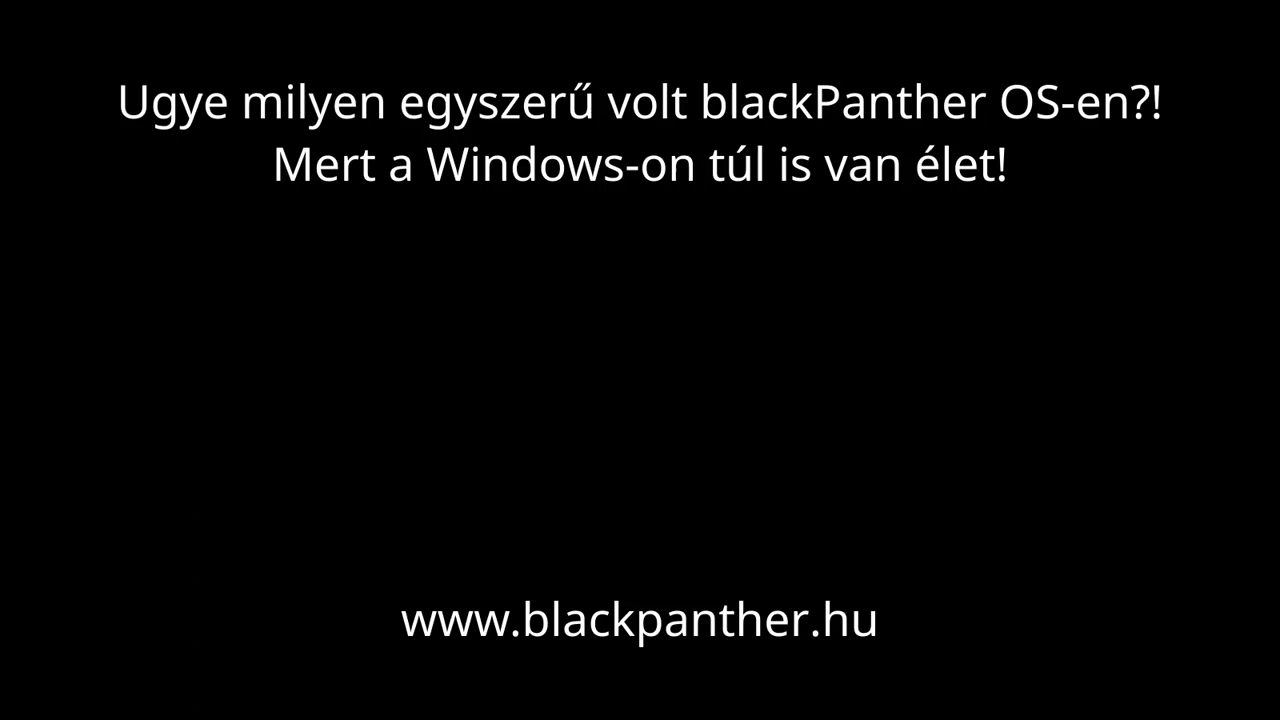 Ugye milyen egyszerű volt blackPanther OS-en?!
Mert a Windows-on túl is van élet!
www.blackpanther.hu